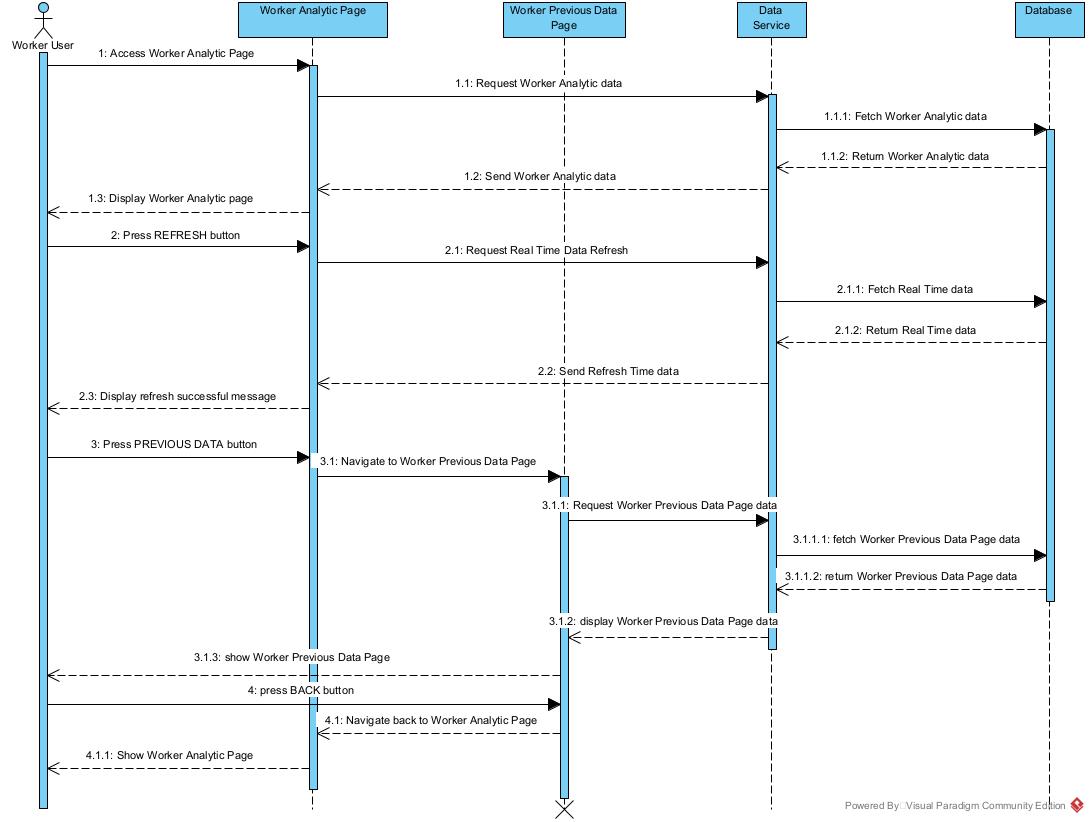 Worker Analytic Page
Worker Previous Data
Page
Data
Service
Database
Worker User
1: Access Worker Analytic Page
1.1: Request Worker Analytic data
1.1.1: Fetch Worker Analytic data
1.1.2: Return Worker Analytic data
1.2: Send Worker Analytic data
1.3: Display Worker Analytic page
2: Press REFRESH button
2.1: Request Real Time Data Refresh
2.1.1: Fetch Real Time data
2.1.2: Return Real Time data
2.2: Send Refresh Time data
2.3: Display refresh successful message
3: Press PREVIOUS DATA button
3.1: Navigate to Worker Previous Data Page
3.1.1: Request Worker Previous Data Page data
3.1.1.1: fetch Worker Previous Data Page data
3.1.1.2: return Worker Previous Data Page data
3.1.2: display Worker Previous Data Page data
3.1.3: show Worker Previous Data Page
4: press BACK button
4.1: Navigate back to Worker Analytic Page
4.1.1: Show Worker Analytic Page
Powered By Visual Paradigm Community Edition